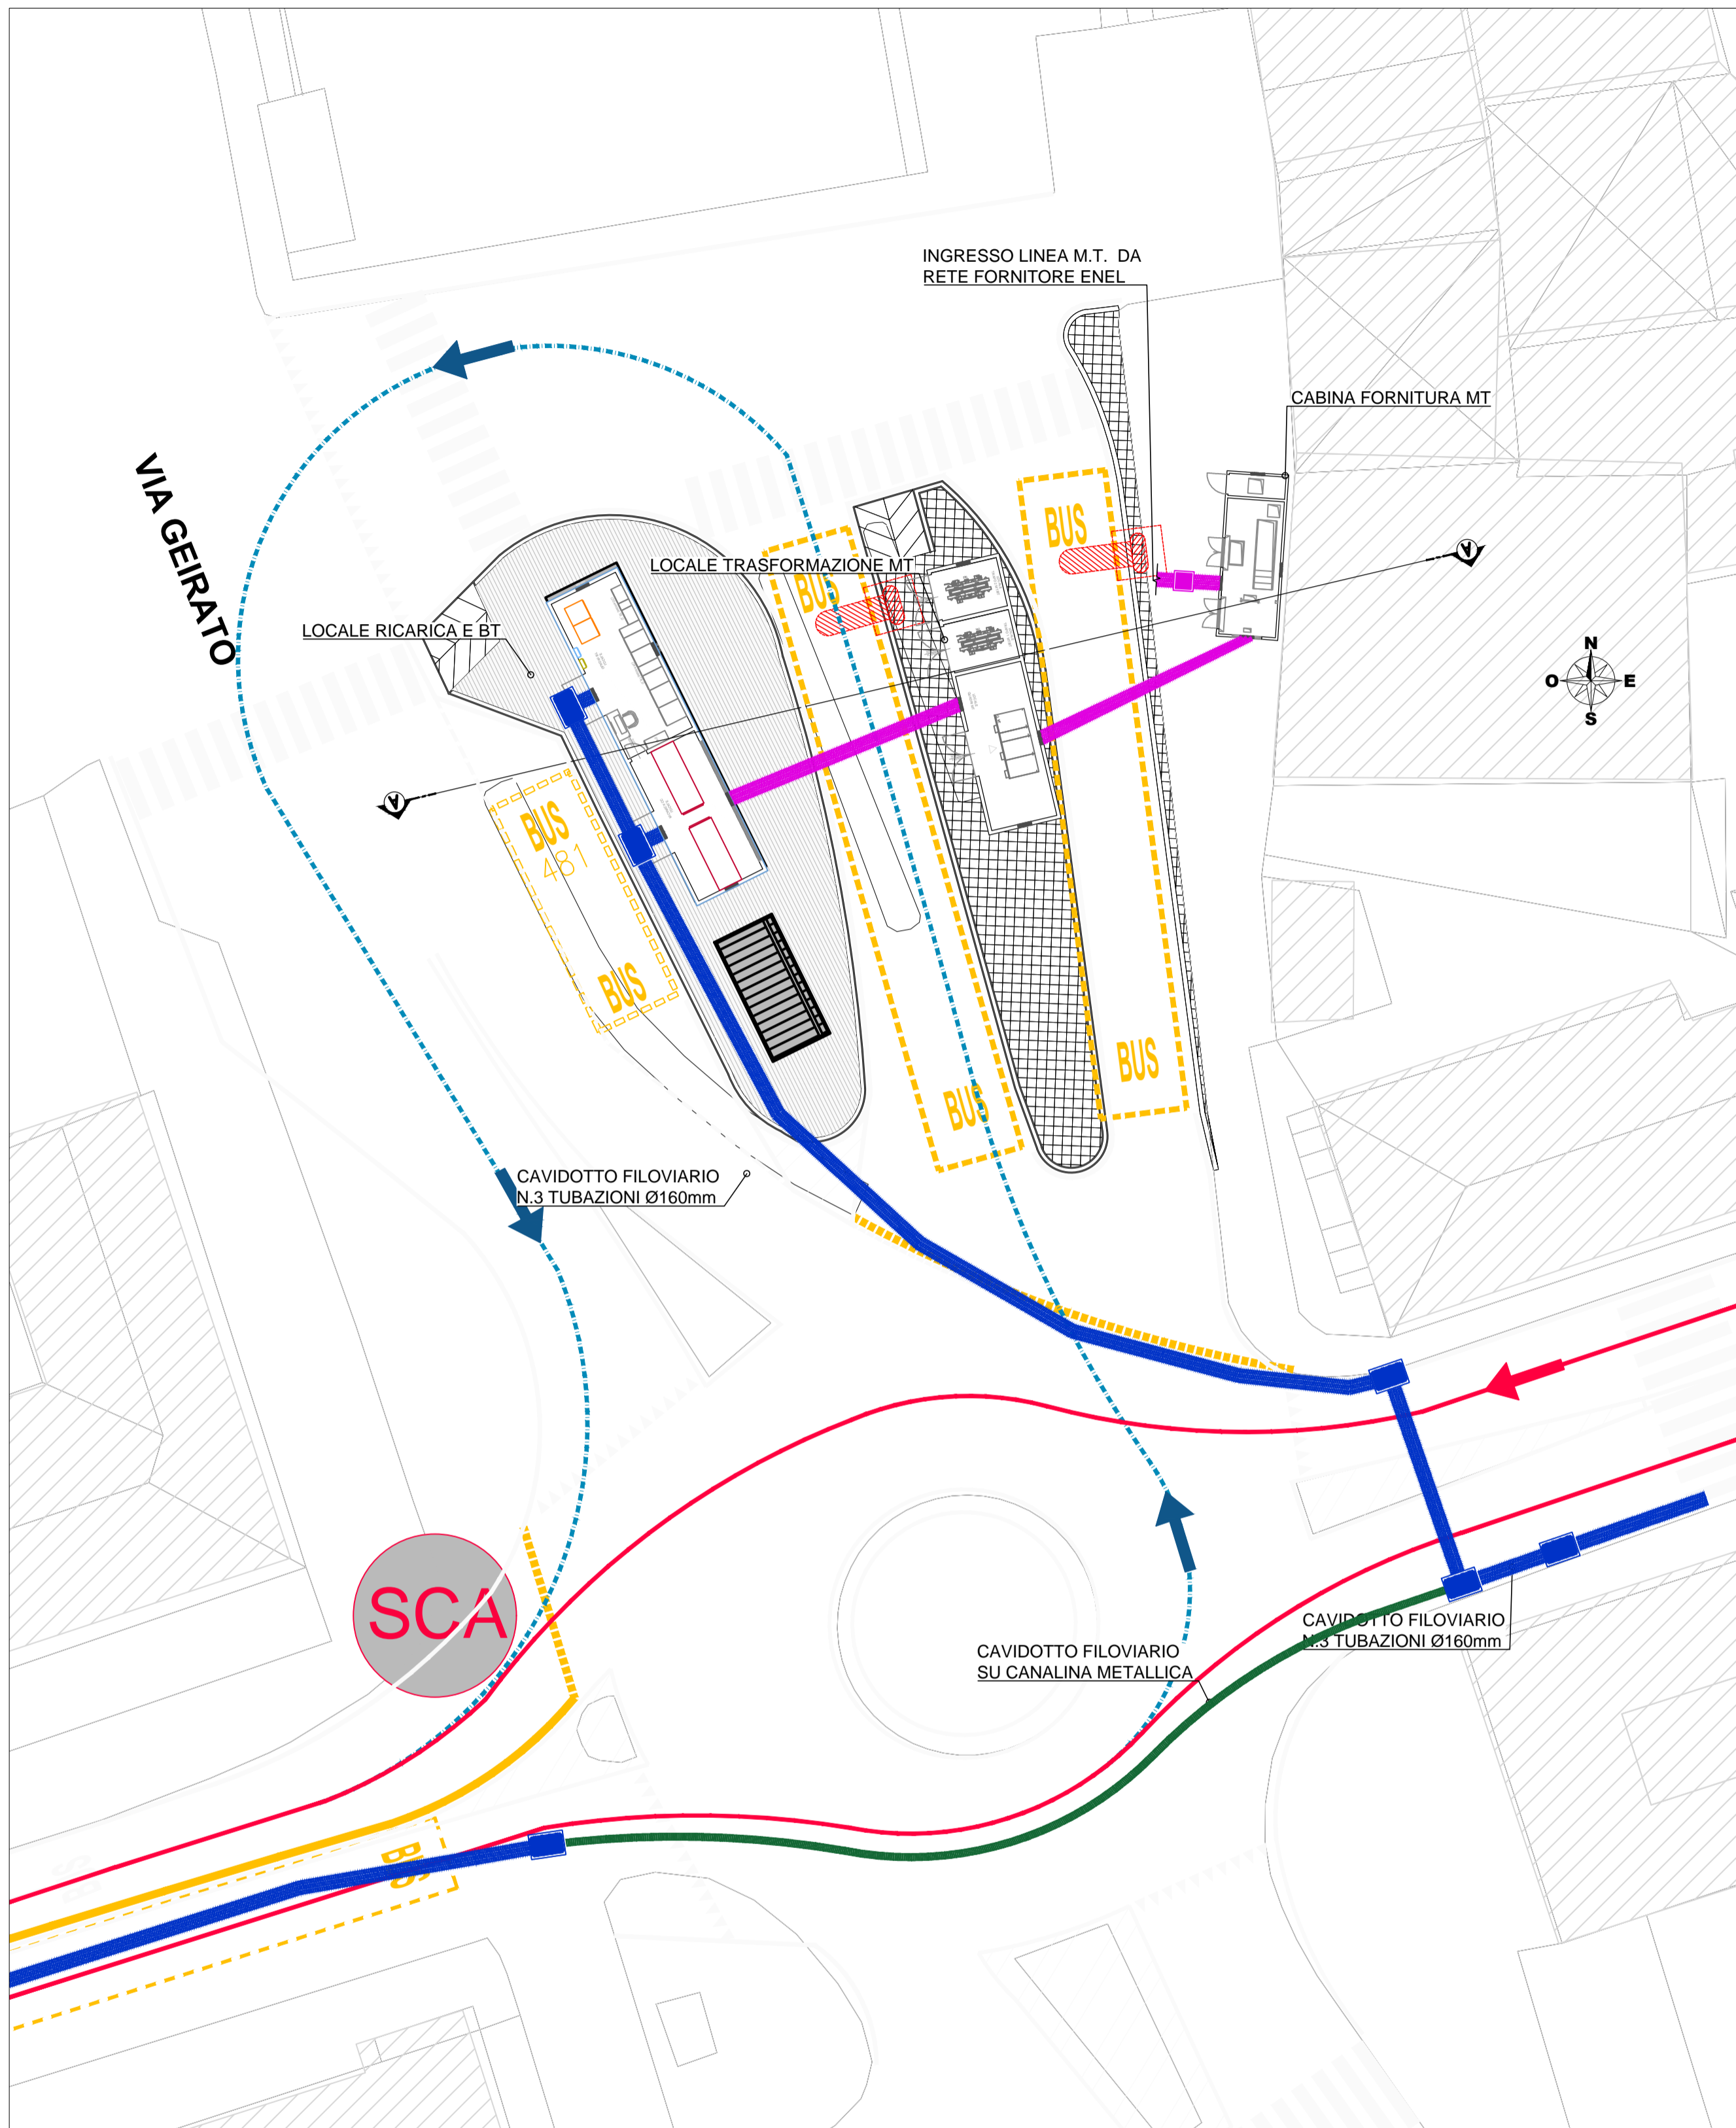 INGRESSO LINEA M.T. DA
RETE FORNITORE ENEL
CABINA FORNITURA MT
VIA GEIRATO
BUS
LOCALE TRASFORMAZIONE MT
BUS
A
LOCALE RICARICA E BT
N
O
E
S
A
BUS
481
BUS
BUS
BUS
CAVIDOTTO FILOVIARIO
N.3 TUBAZIONI Ø160mm
SCA
CAVIDOTTO FILOVIARIO
N.3 TUBAZIONI Ø160mm
CAVIDOTTO FILOVIARIO
SU CANALINA METALLICA
BUS